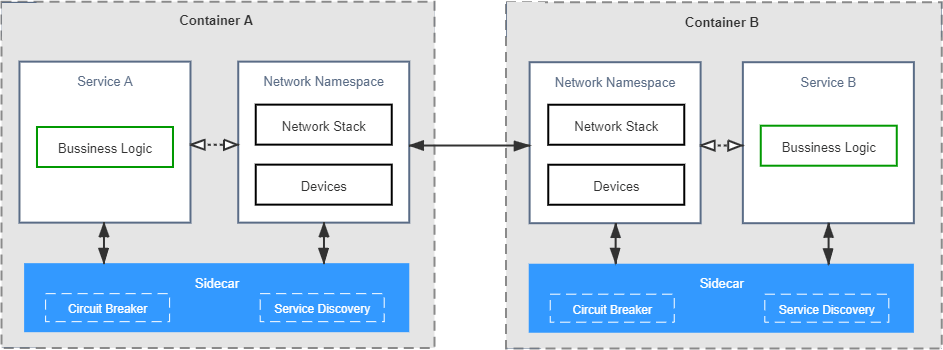 Container A
Service A
Bussiness Logic
Network Namespace
Network Stack
Devices
Sidecar
Circuit Breaker
Service Discovery
Container B
Network Namespace
Network Stack
Devices
Service B
Bussiness Logic
Sidecar
Circuit Breaker
Service Discovery